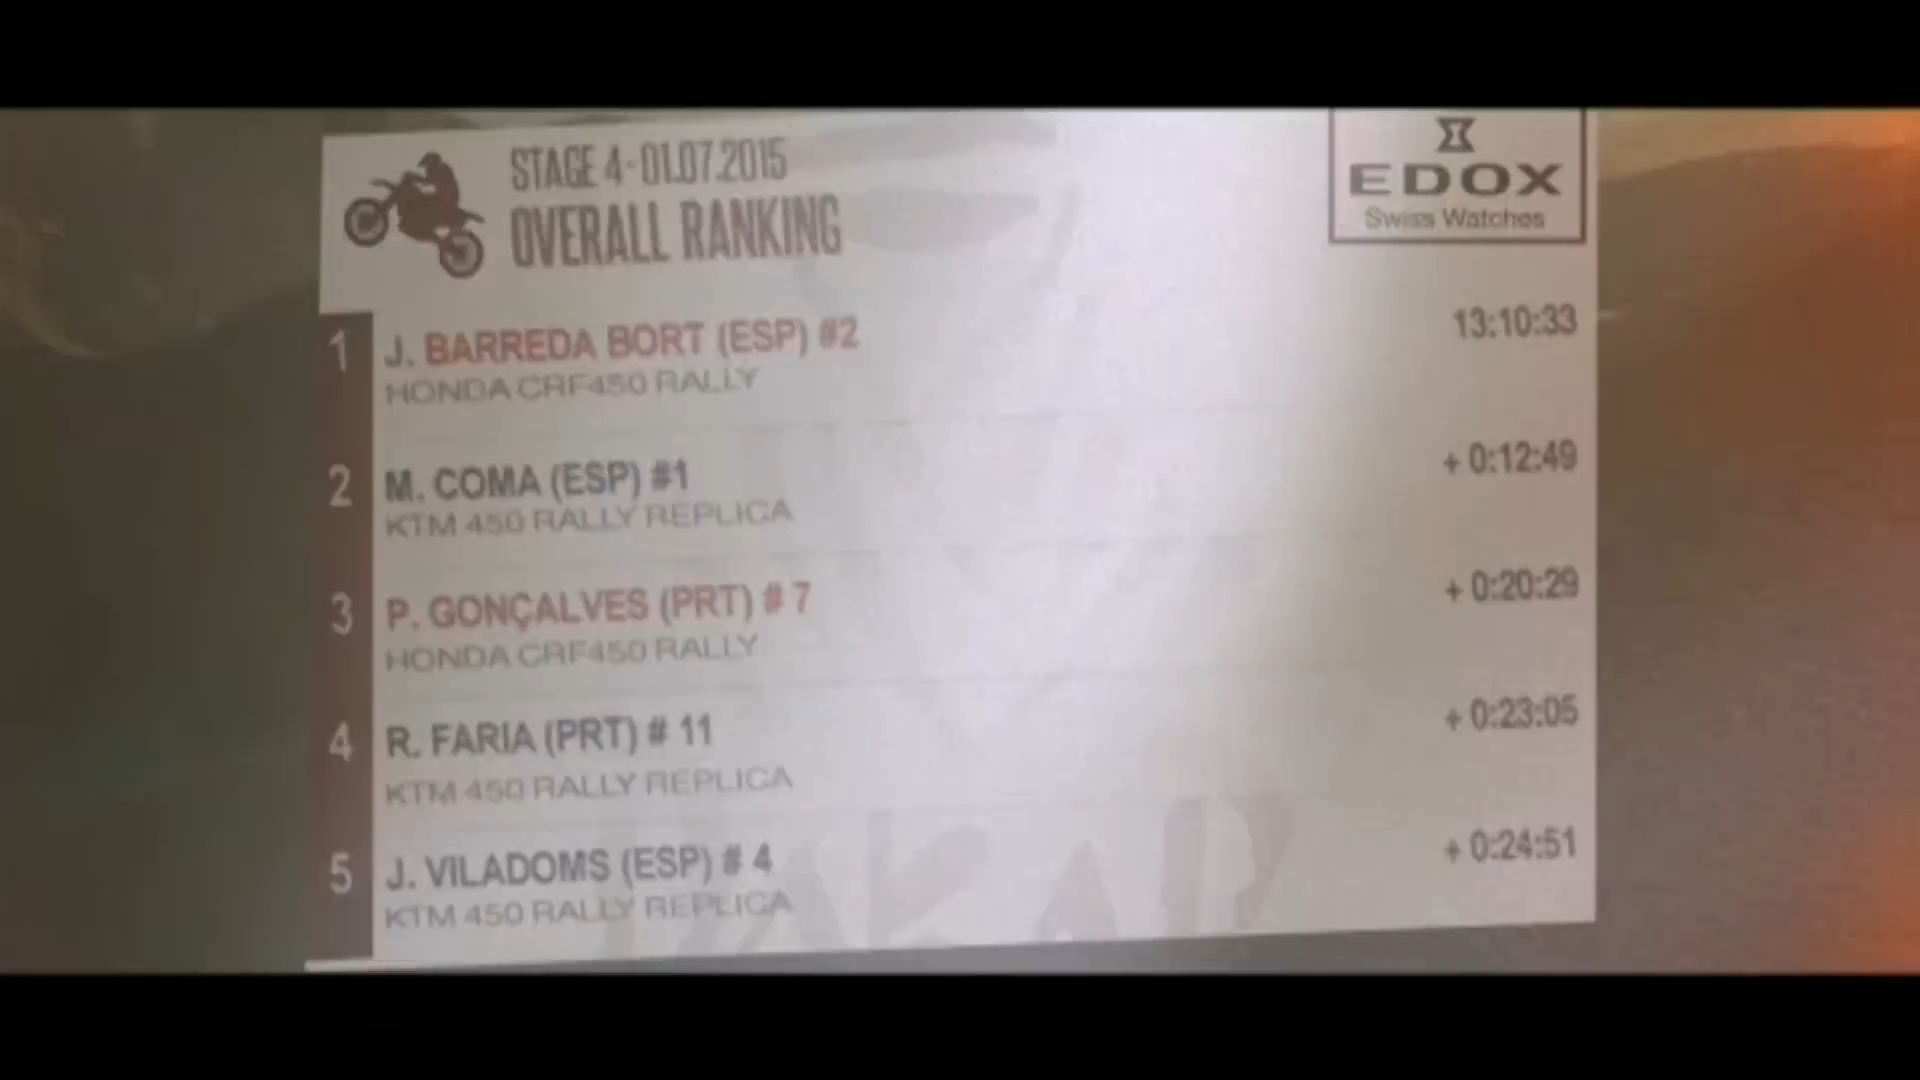 STAGE 4 - 01.07.2015
OVERALL RANKING
EDOX
Swiss Watches
1 J. BARREDA BORT (ESP) #2 13:10:33
HONDA CRF450 RALLY
2 M. COMA (ESP) #1 + 0:12:49
KTM 450 RALLY REPLICA
3 P. GONÇALVES (PRT) # 7 + 0:20:29
HONDA CRF450 RALLY
4 R. FARIA (PRT) # 11 + 0:23:05
KTM 450 RALLY REPLICA
5 J. VILADOMS (ESP) # 4 + 0:24:51
KTM 450 RALLY REPLICA
DAKAR